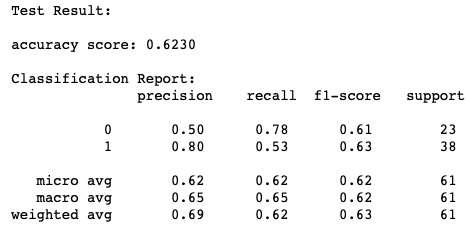 Test Result:
accuracy score: 0.6230
Classification Report:
precision recall f1-score support
0 0.50 0.78 0.61 23
1 0.80 0.53 0.63 38
micro avg 0.62 0.62 0.62 61
macro avg 0.65 0.65 0.62 61
weighted avg 0.69 0.62 0.63 61